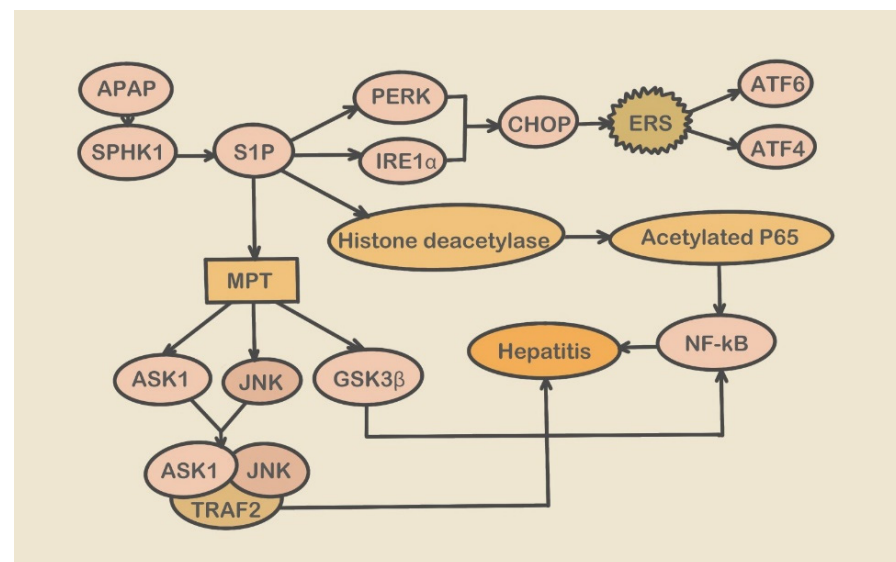 APAP
PERK
ATF6
CHOP
ERS
SPHK1
S1P
IRE1α
ATF4
Histone deacetylase
Acetylated P65
MPT
Hepatitis
NF-kB
ASK1
JNK
GSK3β
ASK1
JNK
TRAF2